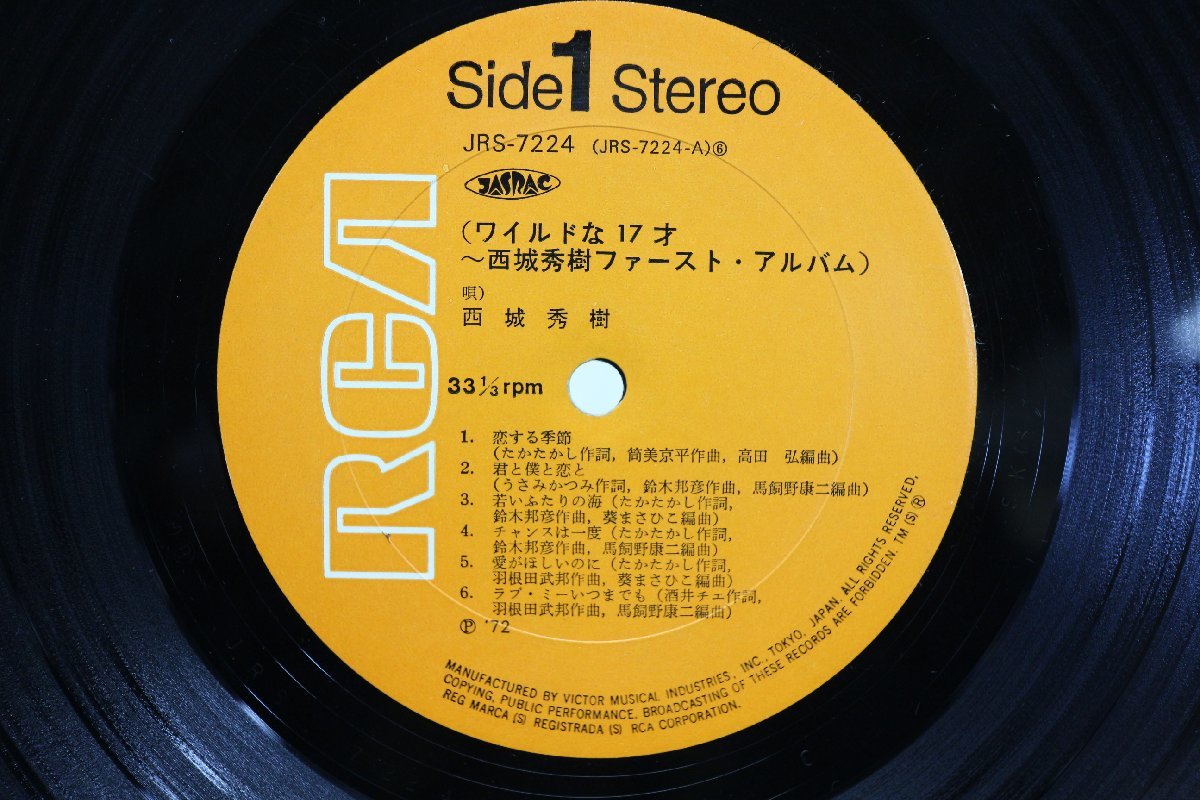 Side 1 Stereo
JRS-7224 (JRS-7224-A)⑥
JASRAC
(ワイルドな 17 才
～西城秀樹ファースト・アルバム)
唄)
西 城 秀 樹
RCA
33 1/3 rpm
1. 恋する季節
(たかたかし作詞, 筒美京平作曲, 高田 弘編曲)
2. 君と僕と恋と
(うさみかつみ作詞, 鈴木邦彦作曲, 馬飼野康二編曲)
3. 若いふたりの海 (たかたかし作詞,
鈴木邦彦作曲, 葵まさひこ編曲)
4. チャンスは一度 (たかたかし作詞,
鈴木邦彦作曲, 馬飼野康二編曲)
5. 愛がほしいのに (たかたかし作詞,
羽根田武邦作曲, 葵まさひこ編曲)
6. ラブ・ミーいつまでも (酒井チエ作詞,
羽根田武邦作曲, 馬飼野康二編曲)
Ⓟ '72
MANUFACTURED BY VICTOR MUSICAL INDUSTRIES, INC., TOKYO, JAPAN. ALL RIGHTS RESERVED.
COPYING, PUBLIC PERFORMANCE, BROADCASTING OF THESE RECORDS ARE FORBIDDEN. TM (S) Ⓡ
REG MARCA (S) REGISTRADA (S) RCA CORPORATION.